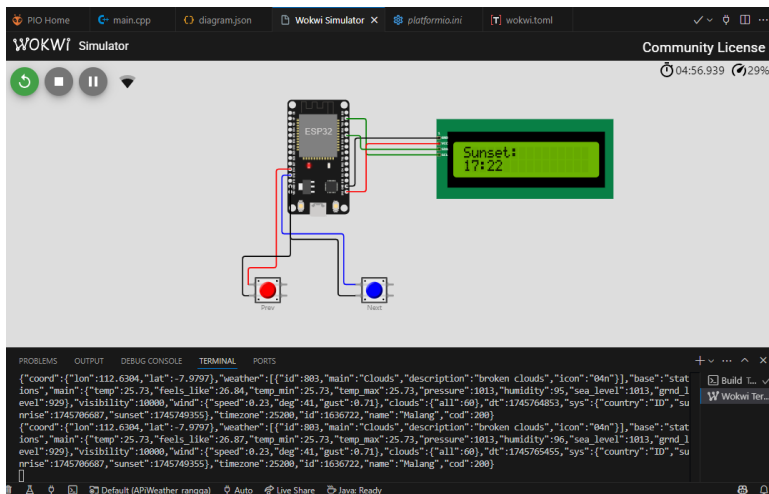 PIO Home
main.cpp
diagram.json
Wokwi Simulator
platformio.ini
wokwi.toml
WOKWI Simulator
Community License
04:56.939
29%
ESP32
Sunset:
17:22
Prev
Next
PROBLEMS OUTPUT DEBUG CONSOLE TERMINAL PORTS
{"coord":{"lon":112.6304,"lat":-7.9797},"weather":[{"id":803,"main":"Clouds","description":"broken clouds","icon":"04n"}],"base":"stat
ions","main":{"temp":25.73,"feels_like":26.84,"temp_min":25.73,"temp_max":25.73,"pressure":1013,"humidity":95,"sea_level":1013,"grnd_l
evel":929},"visibility":10000,"wind":{"speed":0.23,"deg":41,"gust":0.71},"clouds":{"all":60},"dt":1745764853,"sys":{"country":"ID","su
nrise":1745706687,"sunset":1745749355},"timezone":25200,"id":1636722,"name":"Malang","cod":200}
{"coord":{"lon":112.6304,"lat":-7.9797},"weather":[{"id":803,"main":"Clouds","description":"broken clouds","icon":"04n"}],"base":"stat
ions","main":{"temp":25.73,"feels_like":26.87,"temp_min":25.73,"temp_max":25.73,"pressure":1013,"humidity":96,"sea_level":1013,"grnd_l
evel":929},"visibility":10000,"wind":{"speed":0.23,"deg":41,"gust":0.71},"clouds":{"all":60},"dt":1745765455,"sys":{"country":"ID","su
nrise":1745706687,"sunset":1745749355},"timezone":25200,"id":1636722,"name":"Malang","cod":200}
Build T...
Wokwi Ter...
Default (APiWeather rangga)
Auto
Live Share
Java: Ready